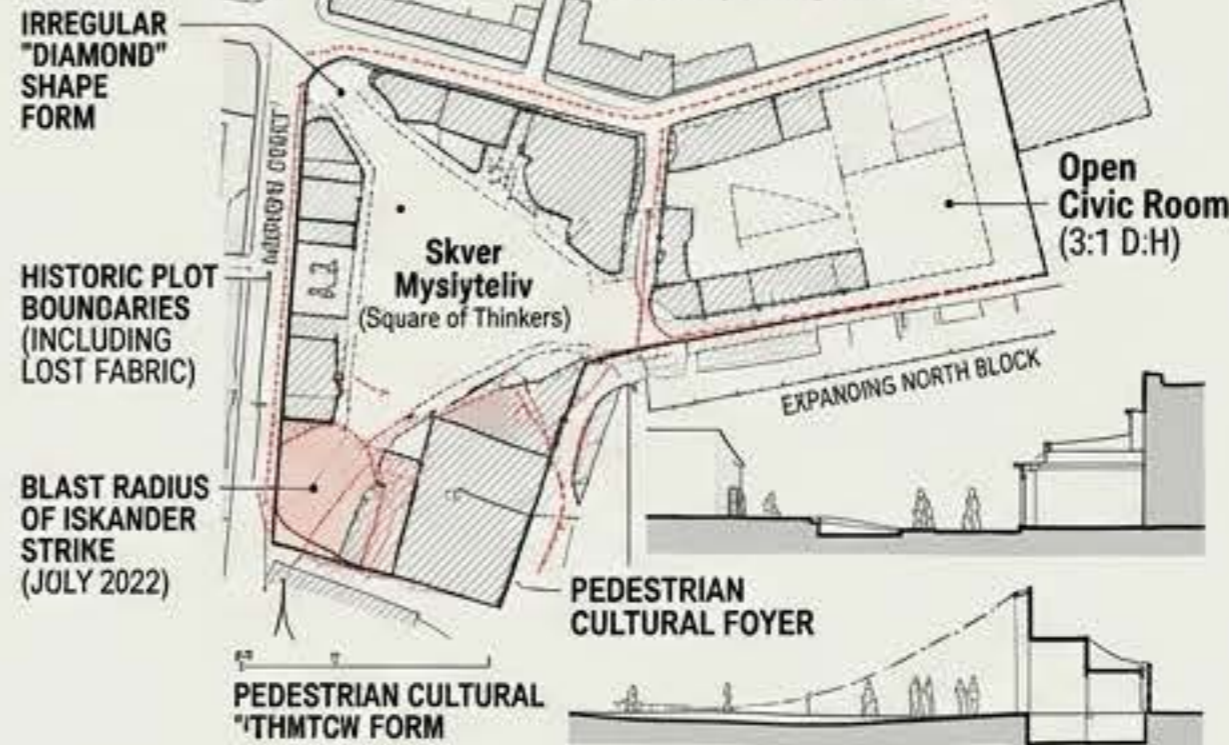 IRREGULAR
"DIAMOND"
SHAPE
FORM
HISTORIC PLOT
BOUNDARIES
(INCLUDING
LOST FABRIC)
BLAST RADIUS
OF ISKANDER
STRIKE
(JULY 2022)
Skver
Mysiyteliv
(Square of Thinkers)
Open
Civic Room
(3:1 D:H)
EXPANDING NORTH BLOCK
PEDESTRIAN
CULTURAL FOYER
PEDESTRIAN CULTURAL
"ITHMTCW FORM